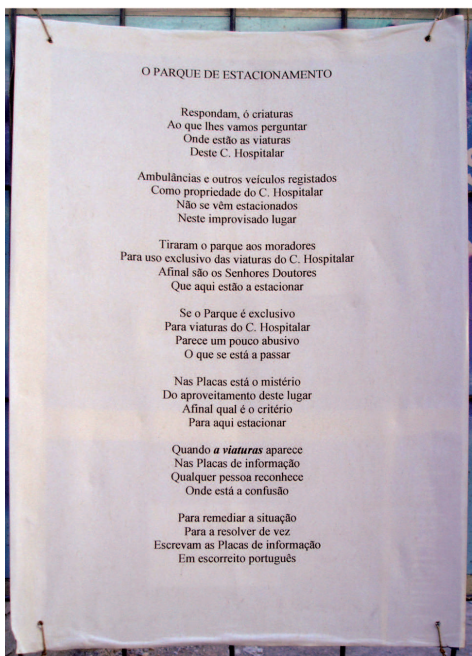 O PARQUE DE ESTACIONAMENTO
Respondam, ó criaturas
Ao que lhes vamos perguntar
Onde estão as viaturas
Deste C. Hospitalar
Ambulâncias e outros veículos registados
Como propriedade do C. Hospitalar
Não se vêm estacionados
Neste improvisado lugar
Tiraram o parque aos moradores
Para uso exclusivo das viaturas do C. Hospitalar
Afinal são os Senhores Doutores
Que aqui estão a estacionar
Se o Parque é exclusivo
Para viaturas do C. Hospitalar
Parece um pouco abusivo
O que se está a passar
Nas Placas está o mistério
Do aproveitamento deste lugar
Afinal qual é o critério
Para aqui estacionar
Quando a viaturas aparece
Nas Placas de informação
Qualquer pessoa reconhece
Onde está a confusão
Para remediar a situação
Para a resolver de vez
Escrevam as Placas de informação
Em escorreito português